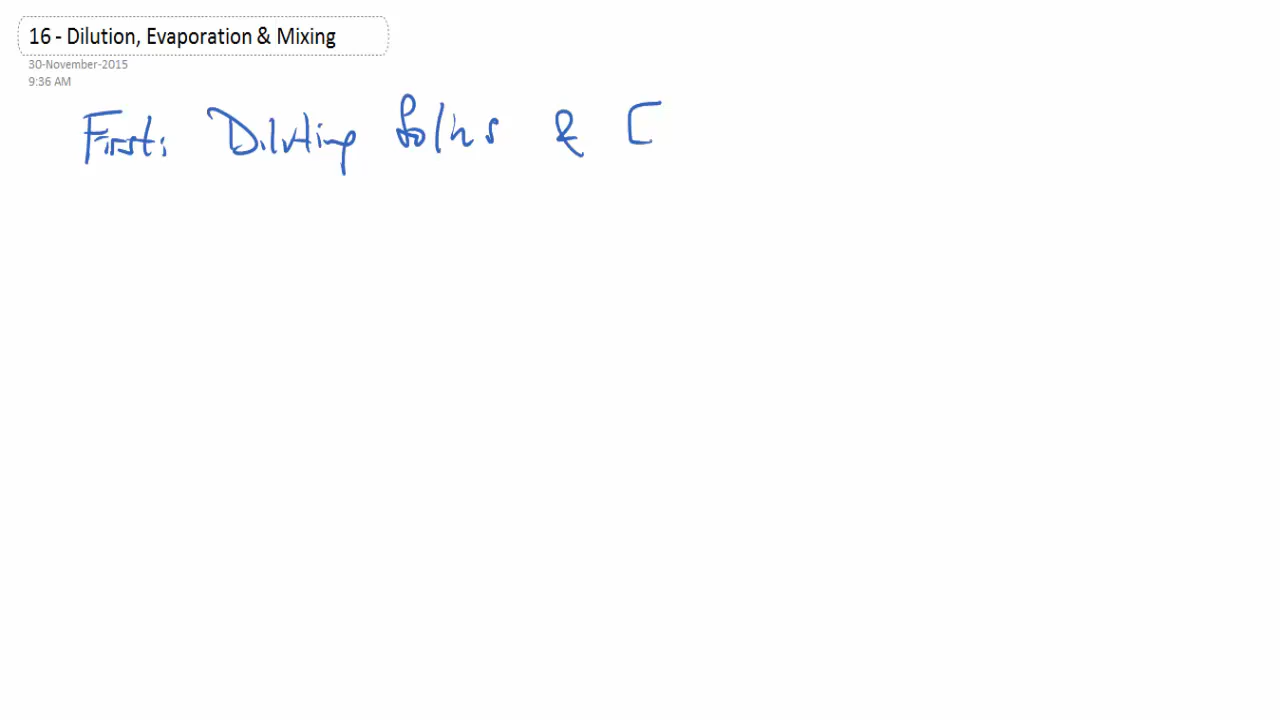 16 - Dilution, Evaporation & Mixing
30-November-2015
9:36 AM
First: Diluting Solns & [